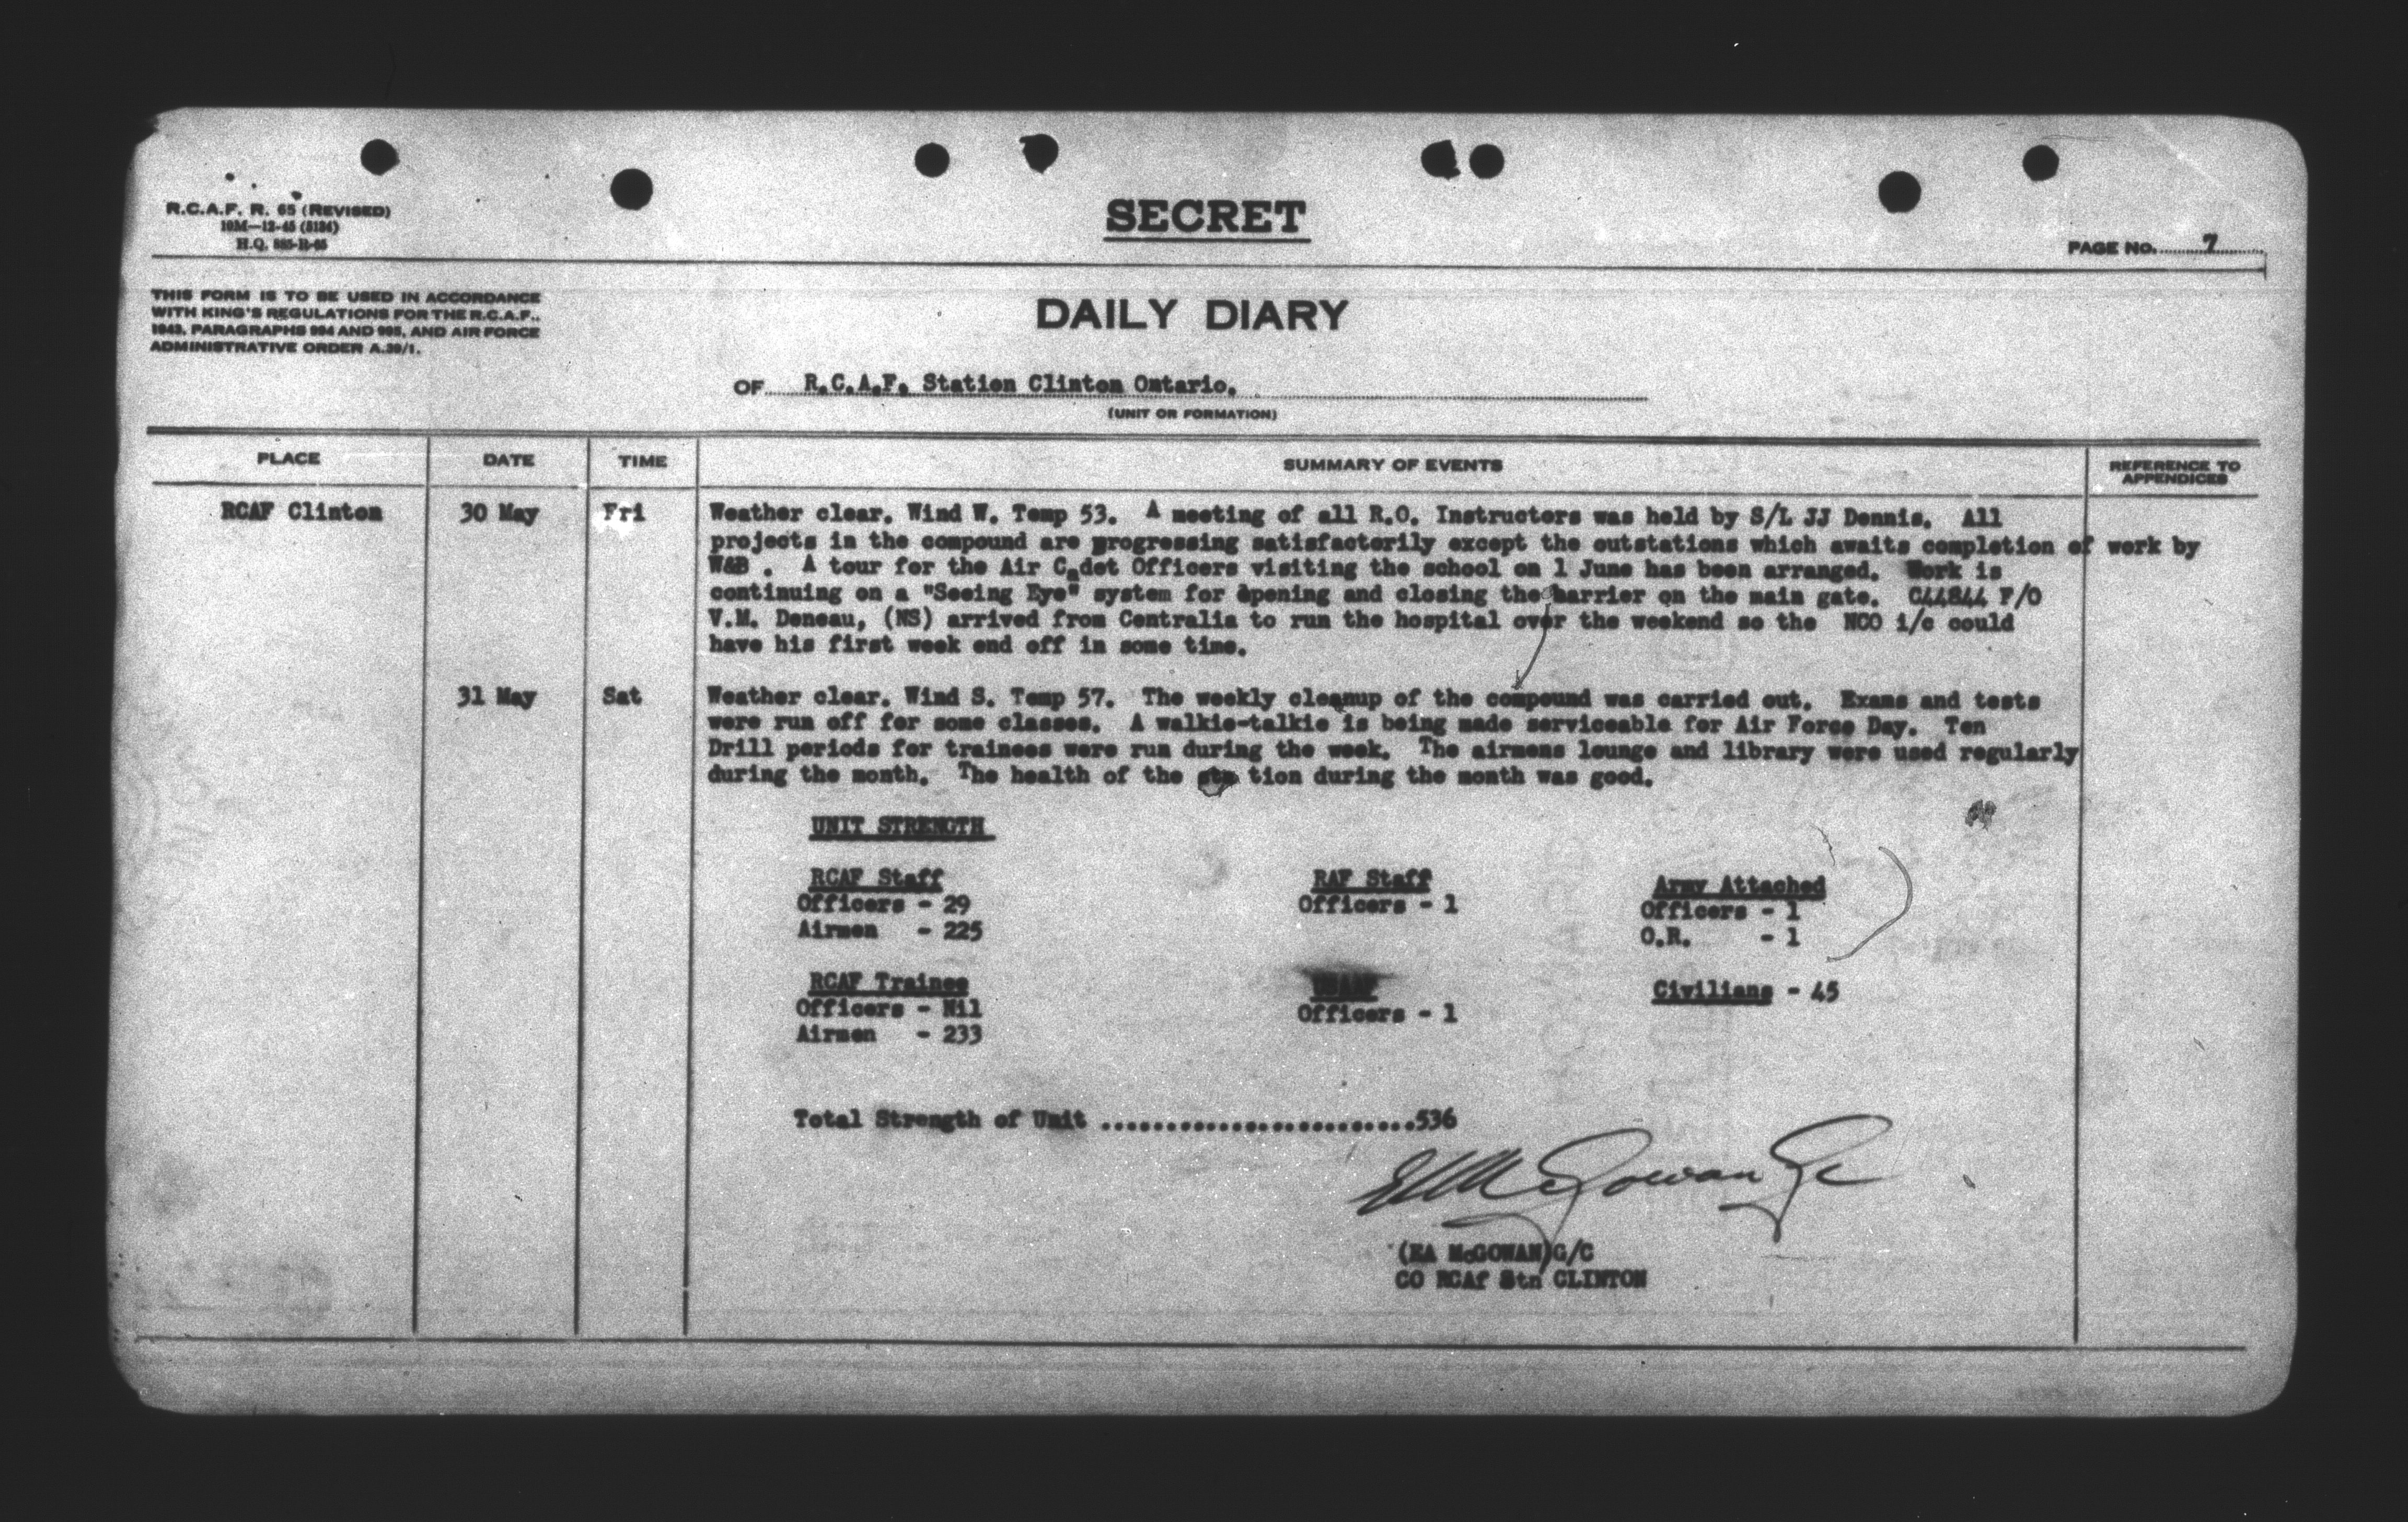 R.C.A.F. R. 65 (REVISED)
10M—12-45 (5134)
H.Q. 885-R-65
SECRET
PAGE NO. 7
THIS FORM IS TO BE USED IN ACCORDANCE
WITH KING'S REGULATIONS FOR THE R.C.A.F.,
1943, PARAGRAPHS 994 AND 995, AND AIR FORCE
ADMINISTRATIVE ORDER A.39/1.
DAILY DIARY
OF R.C.A.F. Station Clinton Ontario.
(UNIT OR FORMATION)
PLACE DATE TIME SUMMARY OF EVENTS REFERENCE TO APPENDICES
RCAF Clinton 30 May Fri Weather clear. Wind W. Temp 53. A meeting of all R.O. Instructors was held by S/L JJ Dennis. All
projects in the compound are progressing satisfactorily except the outstations which awaits completion of work by
W&B . A tour for the Air Cadet Officers visiting the school on 1 June has been arranged. Work is
continuing on a "Seeing Eye" system for opening and closing the barrier on the main gate. C44844 F/O
V.M. Deneau, (NS) arrived from Centralia to run the hospital over the weekend so the NCO i/c could
have his first week end off in some time.
31 May Sat Weather clear. Wind S. Temp 57. The weekly cleanup of the compound was carried out. Exams and tests
were run off for some classes. A walkie-talkie is being made serviceable for Air Force Day. Ten
Drill periods for trainees were run during the week. The airmens lounge and library were used regularly
during the month. The health of the sta tion during the month was good.
UNIT STRENGTH
RCAF Staff RAF Staff Army Attached
Officers - 29 Officers - 1 Officers - 1
Airmen - 225 O.R. - 1
RCAF Trainee USAAF Civilians - 45
Officers - Nil Officers - 1
Airmen - 233
Total Strength of Unit ........................536
EA McGowan G/C
(EA McGOWAN)G/C
CO RCAf Stn CLINTON